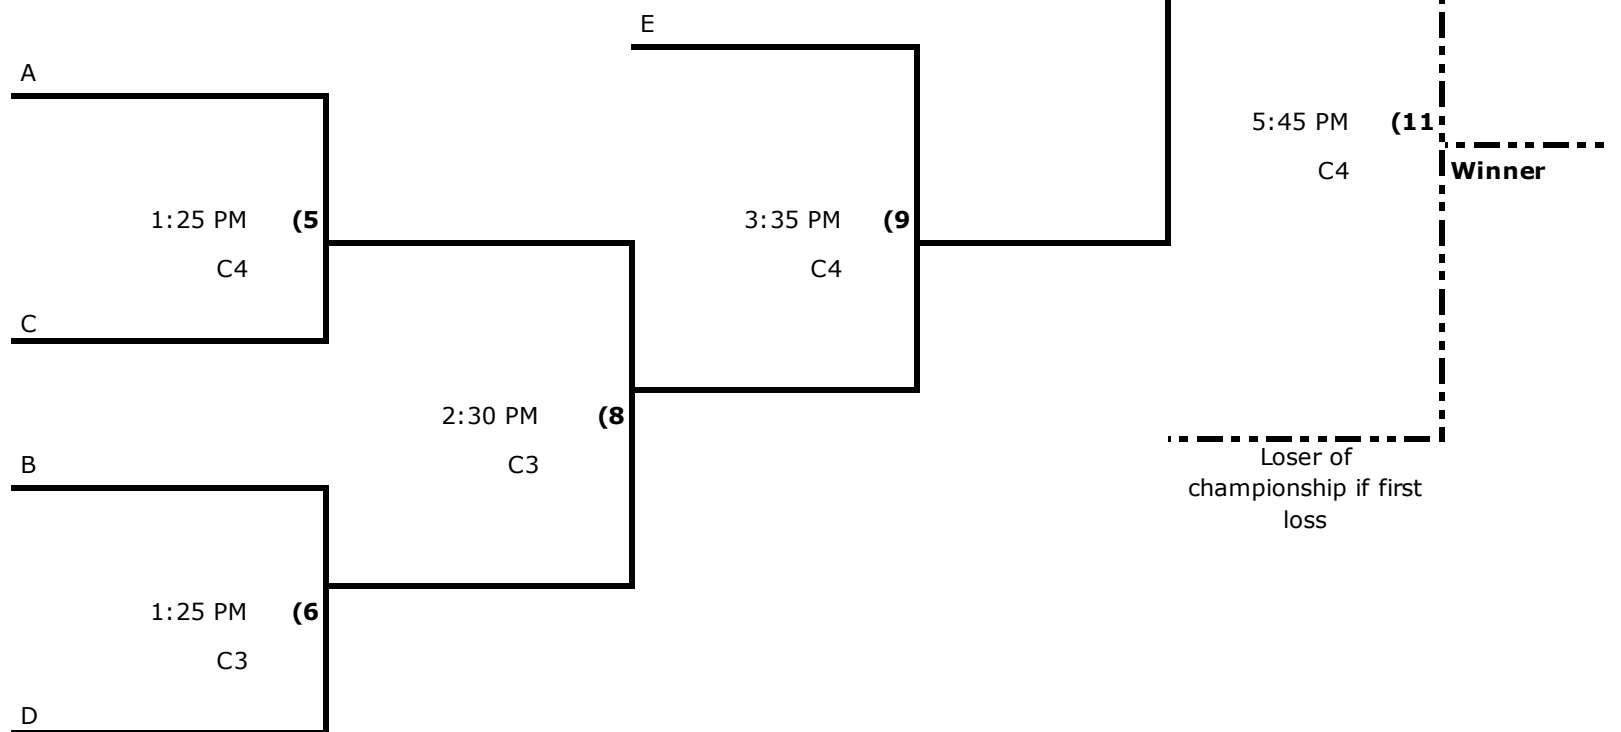 E
A
5:45 PM (11
C4 Winner
1:25 PM (5
3:35 PM (9
C4
C4
C
2:30 PM (8
B
C3
Loser of
championship if first
loss
1:25 PM (6
C3
D